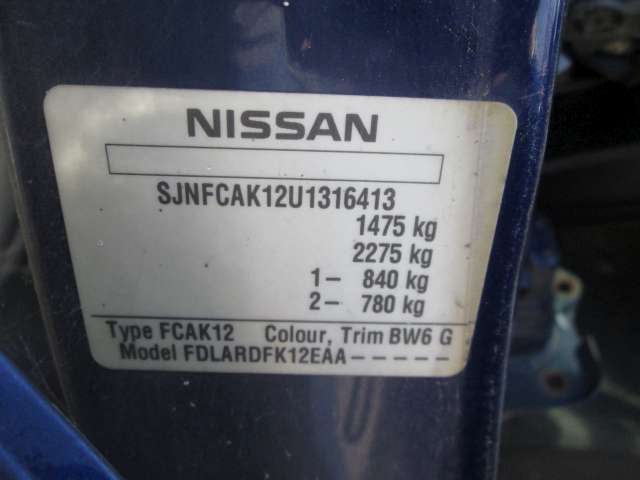 NISSAN
SJNFCAK12U1316413
1475 kg
2275 kg
1- 840 kg
2- 780 kg
Type FCAK12 Colour, Trim BW6 G
Model FDLARDFK12EAA-----